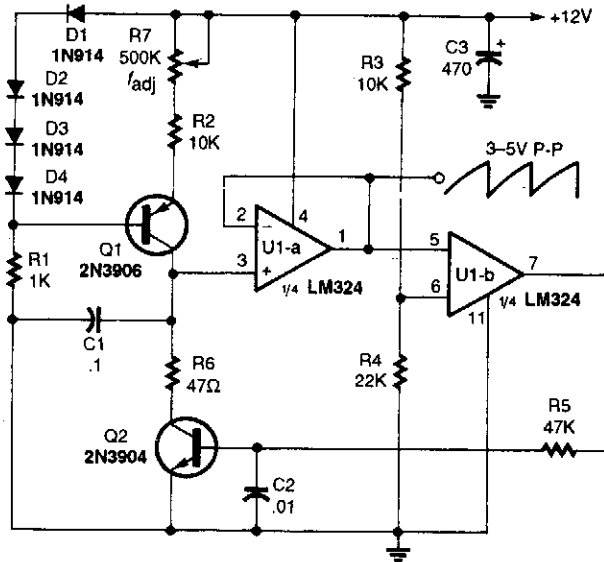 +12V
D1
1N914
R7
500K
fadj
R3
10K
C3
470
+
D2
1N914
D3
1N914
R2
10K
3–5V P-P
D4
1N914
2
−
4
U1-a
1
3
+
1/4 LM324
5
U1-b
7
6
11
1/4 LM324
Q1
2N3906
R1
1K
C1
.1
R6
47Ω
R4
22K
R5
47K
Q2
2N3904
C2
.01